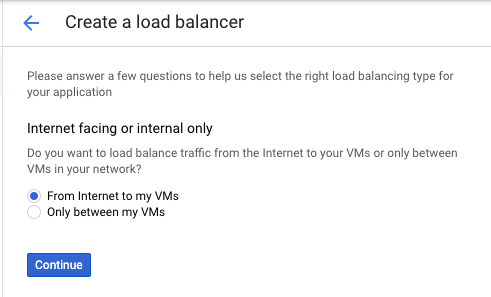 Create a load balancer
Please answer a few questions to help us select the right load balancing type for
your application
Internet facing or internal only
Do you want to load balance traffic from the Internet to your VMs or only between
VMs in your network?
From Internet to my VMs
Only between my VMs
Continue